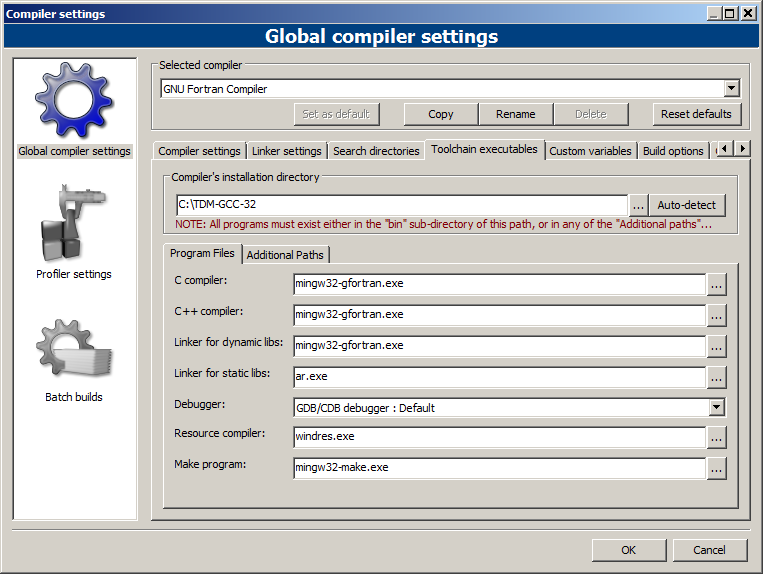 Compiler settings
Global compiler settings
Selected compiler
GNU Fortran Compiler
Set as default
Copy
Rename
Delete
Reset defaults
Global compiler settings
Profiler settings
Batch builds
Compiler settings
Linker settings
Search directories
Toolchain executables
Custom variables
Build options
Compiler's installation directory
C:\TDM-GCC-32
...
Auto-detect
NOTE: All programs must exist either in the "bin" sub-directory of this path, or in any of the "Additional paths"...
Program Files
Additional Paths
C compiler:
mingw32-gfortran.exe
...
C++ compiler:
mingw32-gfortran.exe
...
Linker for dynamic libs:
mingw32-gfortran.exe
...
Linker for static libs:
ar.exe
...
Debugger:
GDB/CDB debugger : Default
Resource compiler:
windres.exe
...
Make program:
mingw32-make.exe
...
OK
Cancel